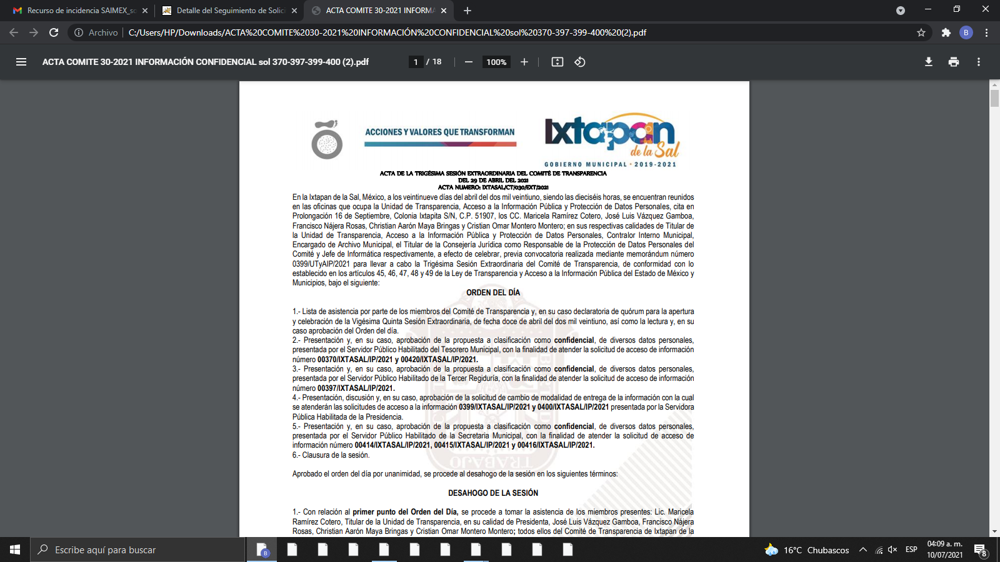 Recurso de incidencia SAIMEX_so
Detalle del Seguimiento de Solici
ACTA COMITE 30-2021 INFORMA
Archivo
C:/Users/HP/Downloads/ACTA%20COMITE%2030-2021%20INFORMACIÓN%20CONFIDENCIAL%20sol%20370-397-399-400%20(2).pdf
B
ACTA COMITE 30-2021 INFORMACIÓN CONFIDENCIAL sol 370-397-399-400 (2).pdf
1 / 18
100%
ACCIONES Y VALORES QUE TRANSFORMAN
Ixtapan
de la Sal
GOBIERNO MUNICIPAL • 2019-2021
ACTA DE LA TRIGÉSIMA SESIÓN EXTRAORDINARIA DEL COMITÉ DE TRANSPARENCIA
DEL 29 DE ABRIL DEL 2021
ACTA NUMERO: IXTASAL/CT/030/EXT/2021
En la Ixtapan de la Sal, México, a los veintinueve días del abril del dos mil veintiuno, siendo las dieciséis horas, se encuentran reunidos
en las oficinas que ocupa la Unidad de Transparencia, Acceso a la Información Pública y Protección de Datos Personales, cita en
Prolongación 16 de Septiembre, Colonia Ixtapita S/N, C.P. 51907, los CC. Maricela Ramírez Cotero, José Luis Vázquez Gamboa,
Francisco Nájera Rosas, Christian Aarón Maya Bringas y Cristian Omar Montero Montero; en sus respectivas calidades de Titular de
la Unidad de Transparencia, Acceso a la Información Pública y Protección de Datos Personales, Contralor Interno Municipal,
Encargado de Archivo Municipal, el Titular de la Consejería Jurídica como Responsable de la Protección de Datos Personales del
Comité y Jefe de Informática respectivamente, a efecto de celebrar, previa convocatoria realizada mediante memorándum número
0399/UTyAIP/2021 para llevar a cabo la Trigésima Sesión Extraordinaria del Comité de Transparencia, de conformidad con lo
establecido en los artículos 45, 46, 47, 48 y 49 de la Ley de Transparencia y Acceso a la Información Pública del Estado de México y
Municipios, bajo el siguiente:
ORDEN DEL DÍA
1.- Lista de asistencia por parte de los miembros del Comité de Transparencia y, en su caso declaratoria de quórum para la apertura
y celebración de la Vigésima Quinta Sesión Extraordinaria, de fecha doce de abril del dos mil veintiuno, así como la lectura y, en su
caso aprobación del Orden del día.
2.- Presentación y, en su caso, aprobación de la propuesta a clasificación como confidencial, de diversos datos personales,
presentada por el Servidor Público Habilitado del Tesorero Municipal, con la finalidad de atender la solicitud de acceso de información
número 00370/IXTASAL/IP/2021 y 00420/IXTASAL/IP/2021.
3.- Presentación y, en su caso, aprobación de la propuesta a clasificación como confidencial, de diversos datos personales,
presentada por el Servidor Público Habilitado de la Tercer Regiduría, con la finalidad de atender la solicitud de acceso de información
número 00397/IXTASAL/IP/2021.
4.- Presentación, discusión y, en su caso, aprobación de la solicitud de cambio de modalidad de entrega de la información con la cual
se atenderán las solicitudes de acceso a la información 0399/IXTASAL/IP/2021 y 0400/IXTASAL/IP/2021 presentada por la Servidora
Pública Habilitada de la Presidencia.
5.- Presentación y, en su caso, aprobación de la propuesta a clasificación como confidencial, de diversos datos personales,
presentada por el Servidor Público Habilitado de la Secretaria Municipal, con la finalidad de atender la solicitud de acceso de
información número 00414/IXTASAL/IP/2021, 00415/IXTASAL/IP/2021 y 00416/IXTASAL/IP/2021.
6.- Clausura de la sesión.
Aprobado el orden del día por unanimidad, se procede al desahogo de la sesión en los siguientes términos:
DESAHOGO DE LA SESIÓN
1.- Con relación al primer punto del Orden del Día, se procede a tomar la asistencia de los miembros presentes: Lic. Maricela
Ramírez Cotero, Titular de la Unidad de Transparencia, en su calidad de Presidenta, José Luis Vázquez Gamboa, Francisco Nájera
Rosas, Christian Aarón Maya Bringas y Cristian Omar Montero Montero; todos ellos del Comité de Transparencia de Ixtapan de la
TRABAJO
Escribe aquí para buscar
B
16°C Chubascos
ESP
04:09 a. m.
10/07/2021
8